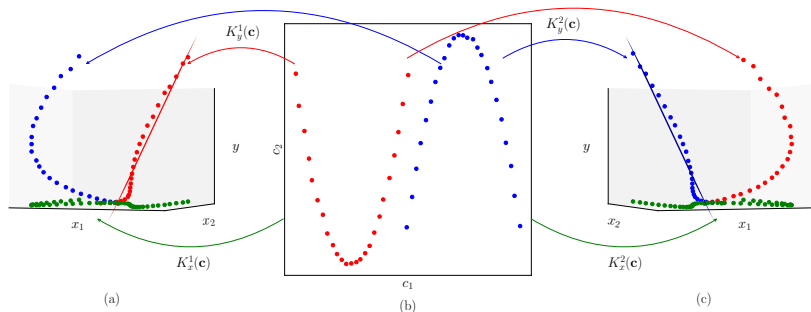 K_y^1(c)
K_y^2(c)
y
c_2
y
x_1
x_2
x_2
x_1
K_x^1(c)
K_x^2(c)
c_1
(a)
(b)
(c)